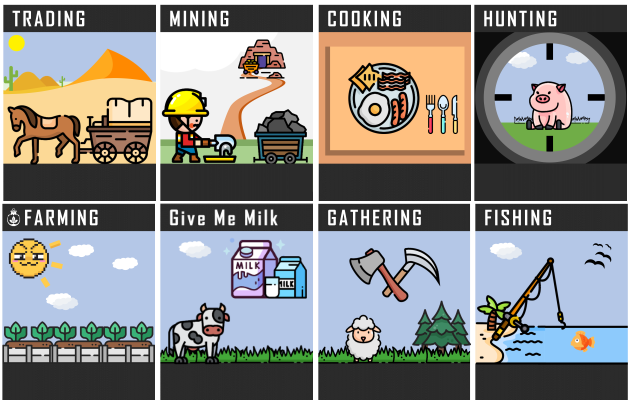 TRADING
MINING
COOKING
HUNTING
FARMING
Give Me Milk
MILK
MILK
GATHERING
FISHING